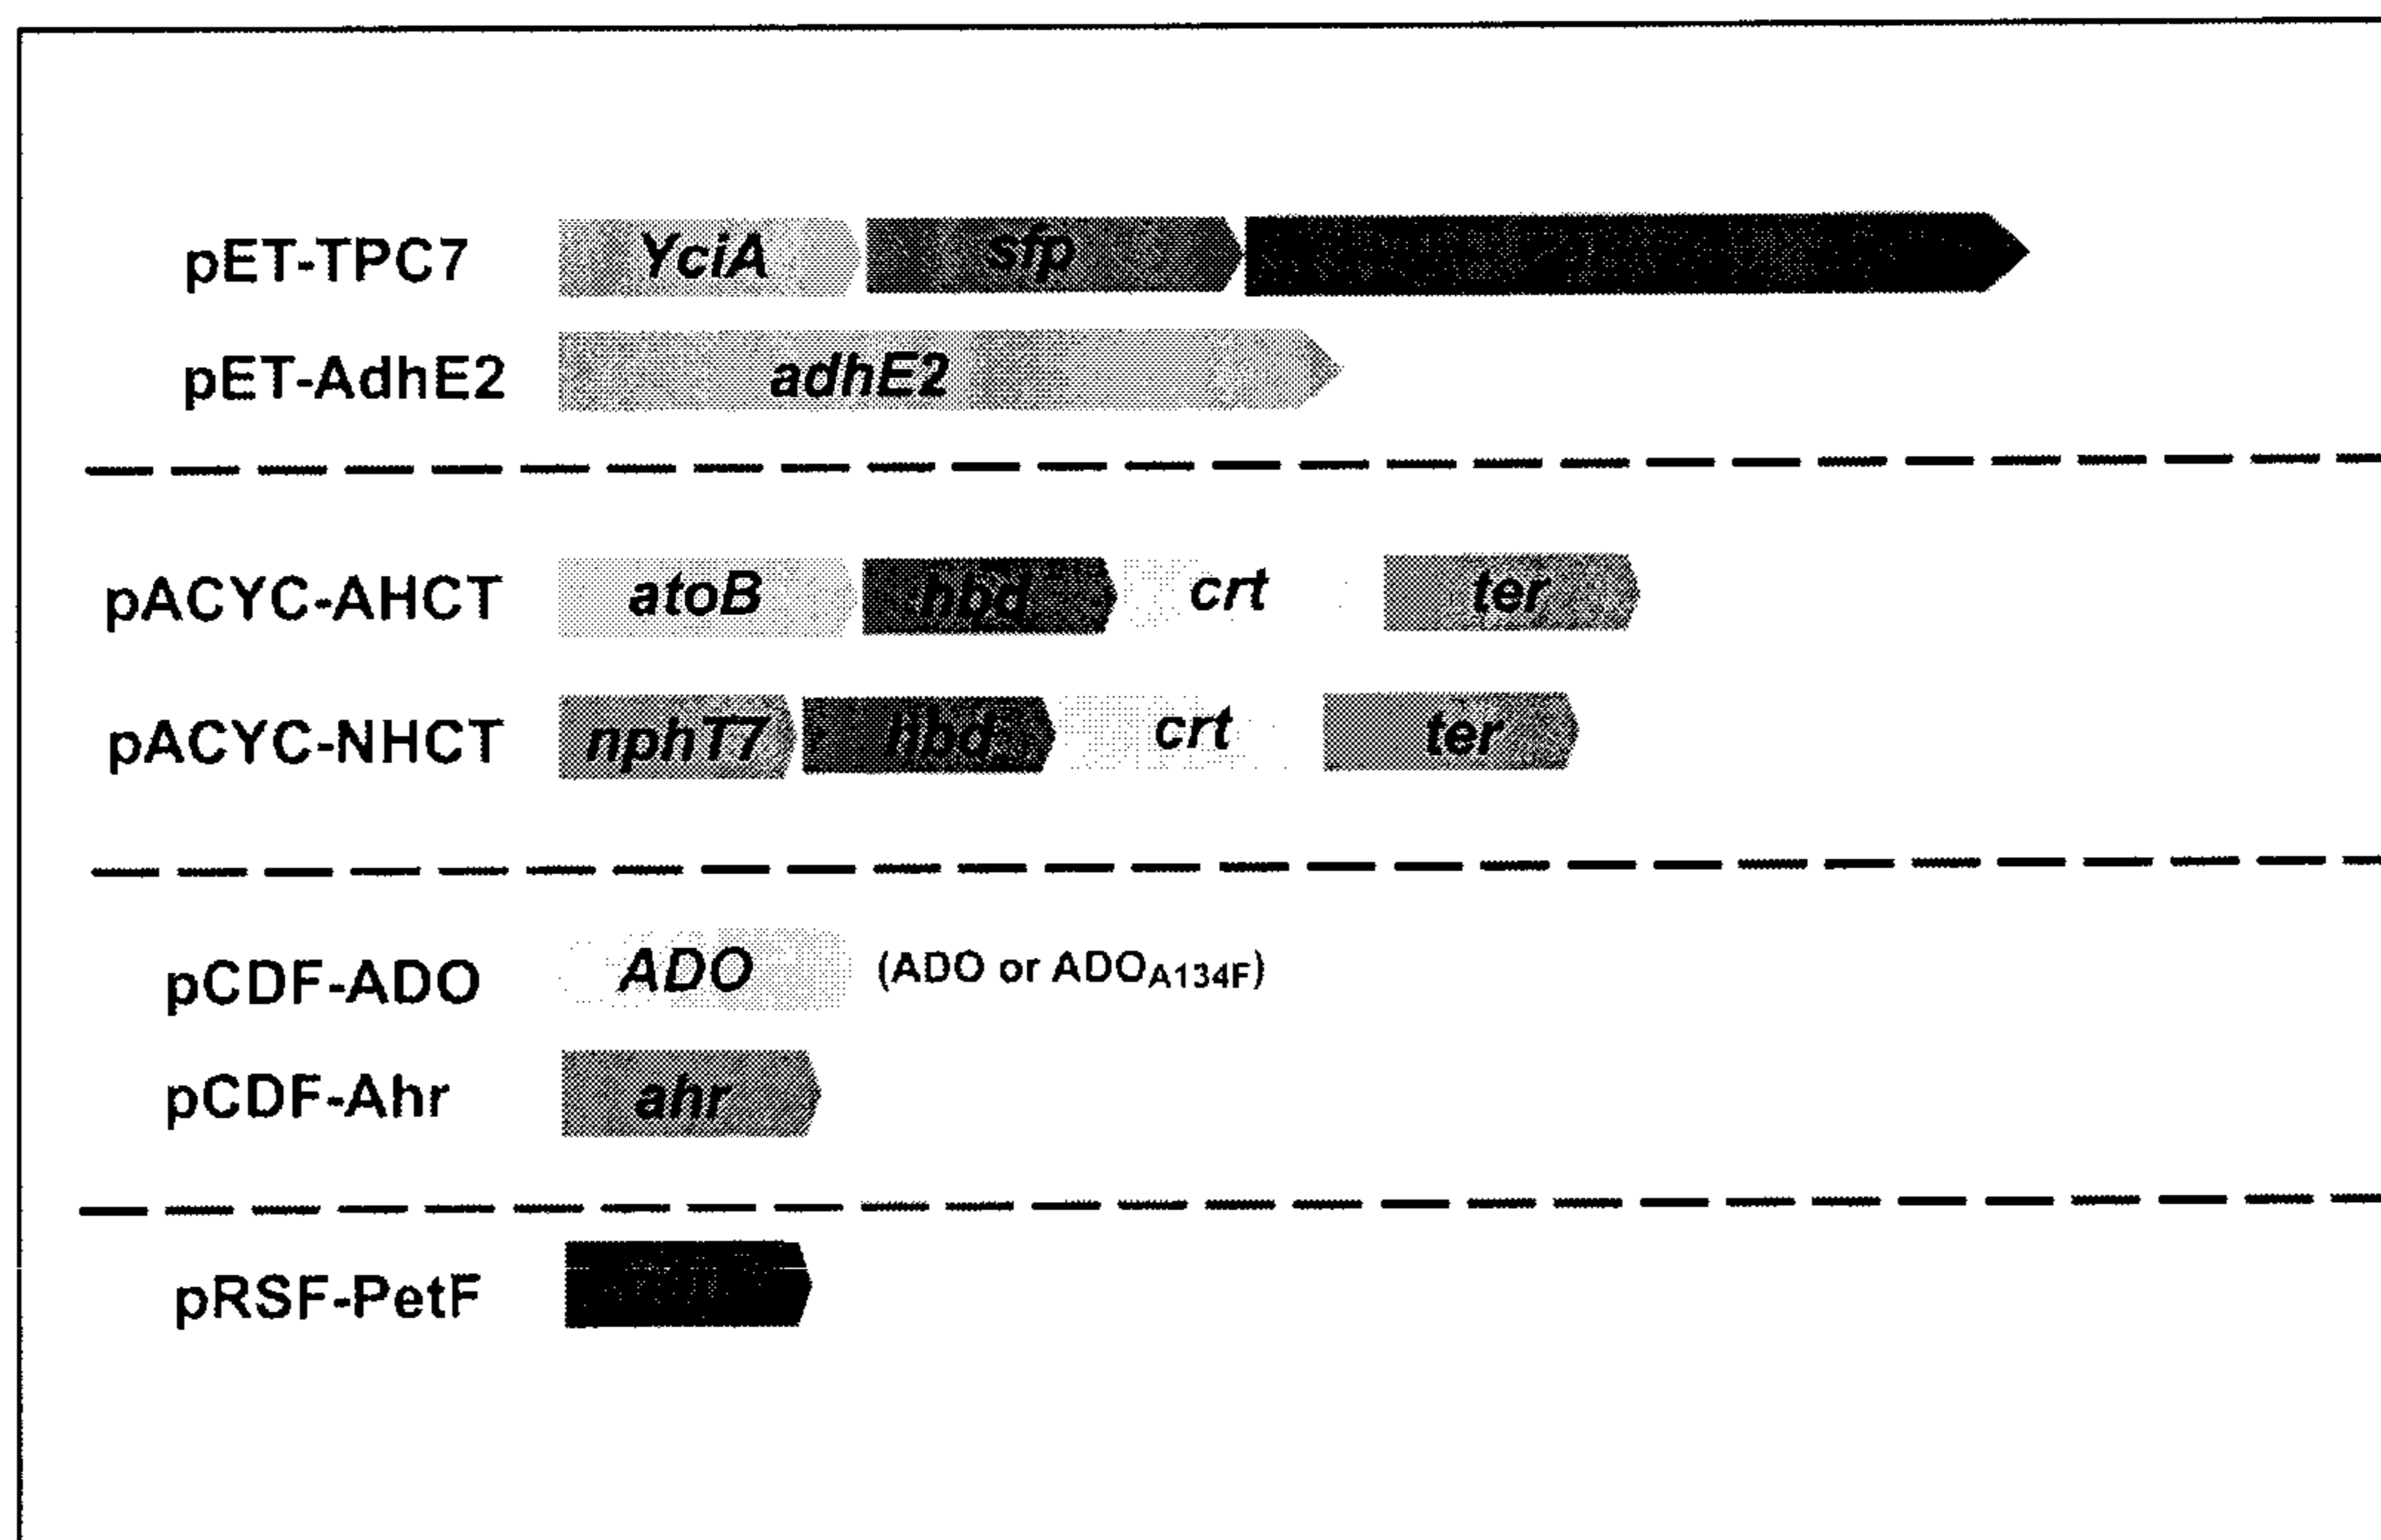 pET-TPC7 YciA sfp
pET-AdhE2 adhE2
pACYC-AHCT atoB hbd crt ter
pACYC-NHCT nphT7 hbd crt ter
pCDF-ADO ADO (ADO or ADOA134F)
pCDF-Ahr ahr
pRSF-PetF